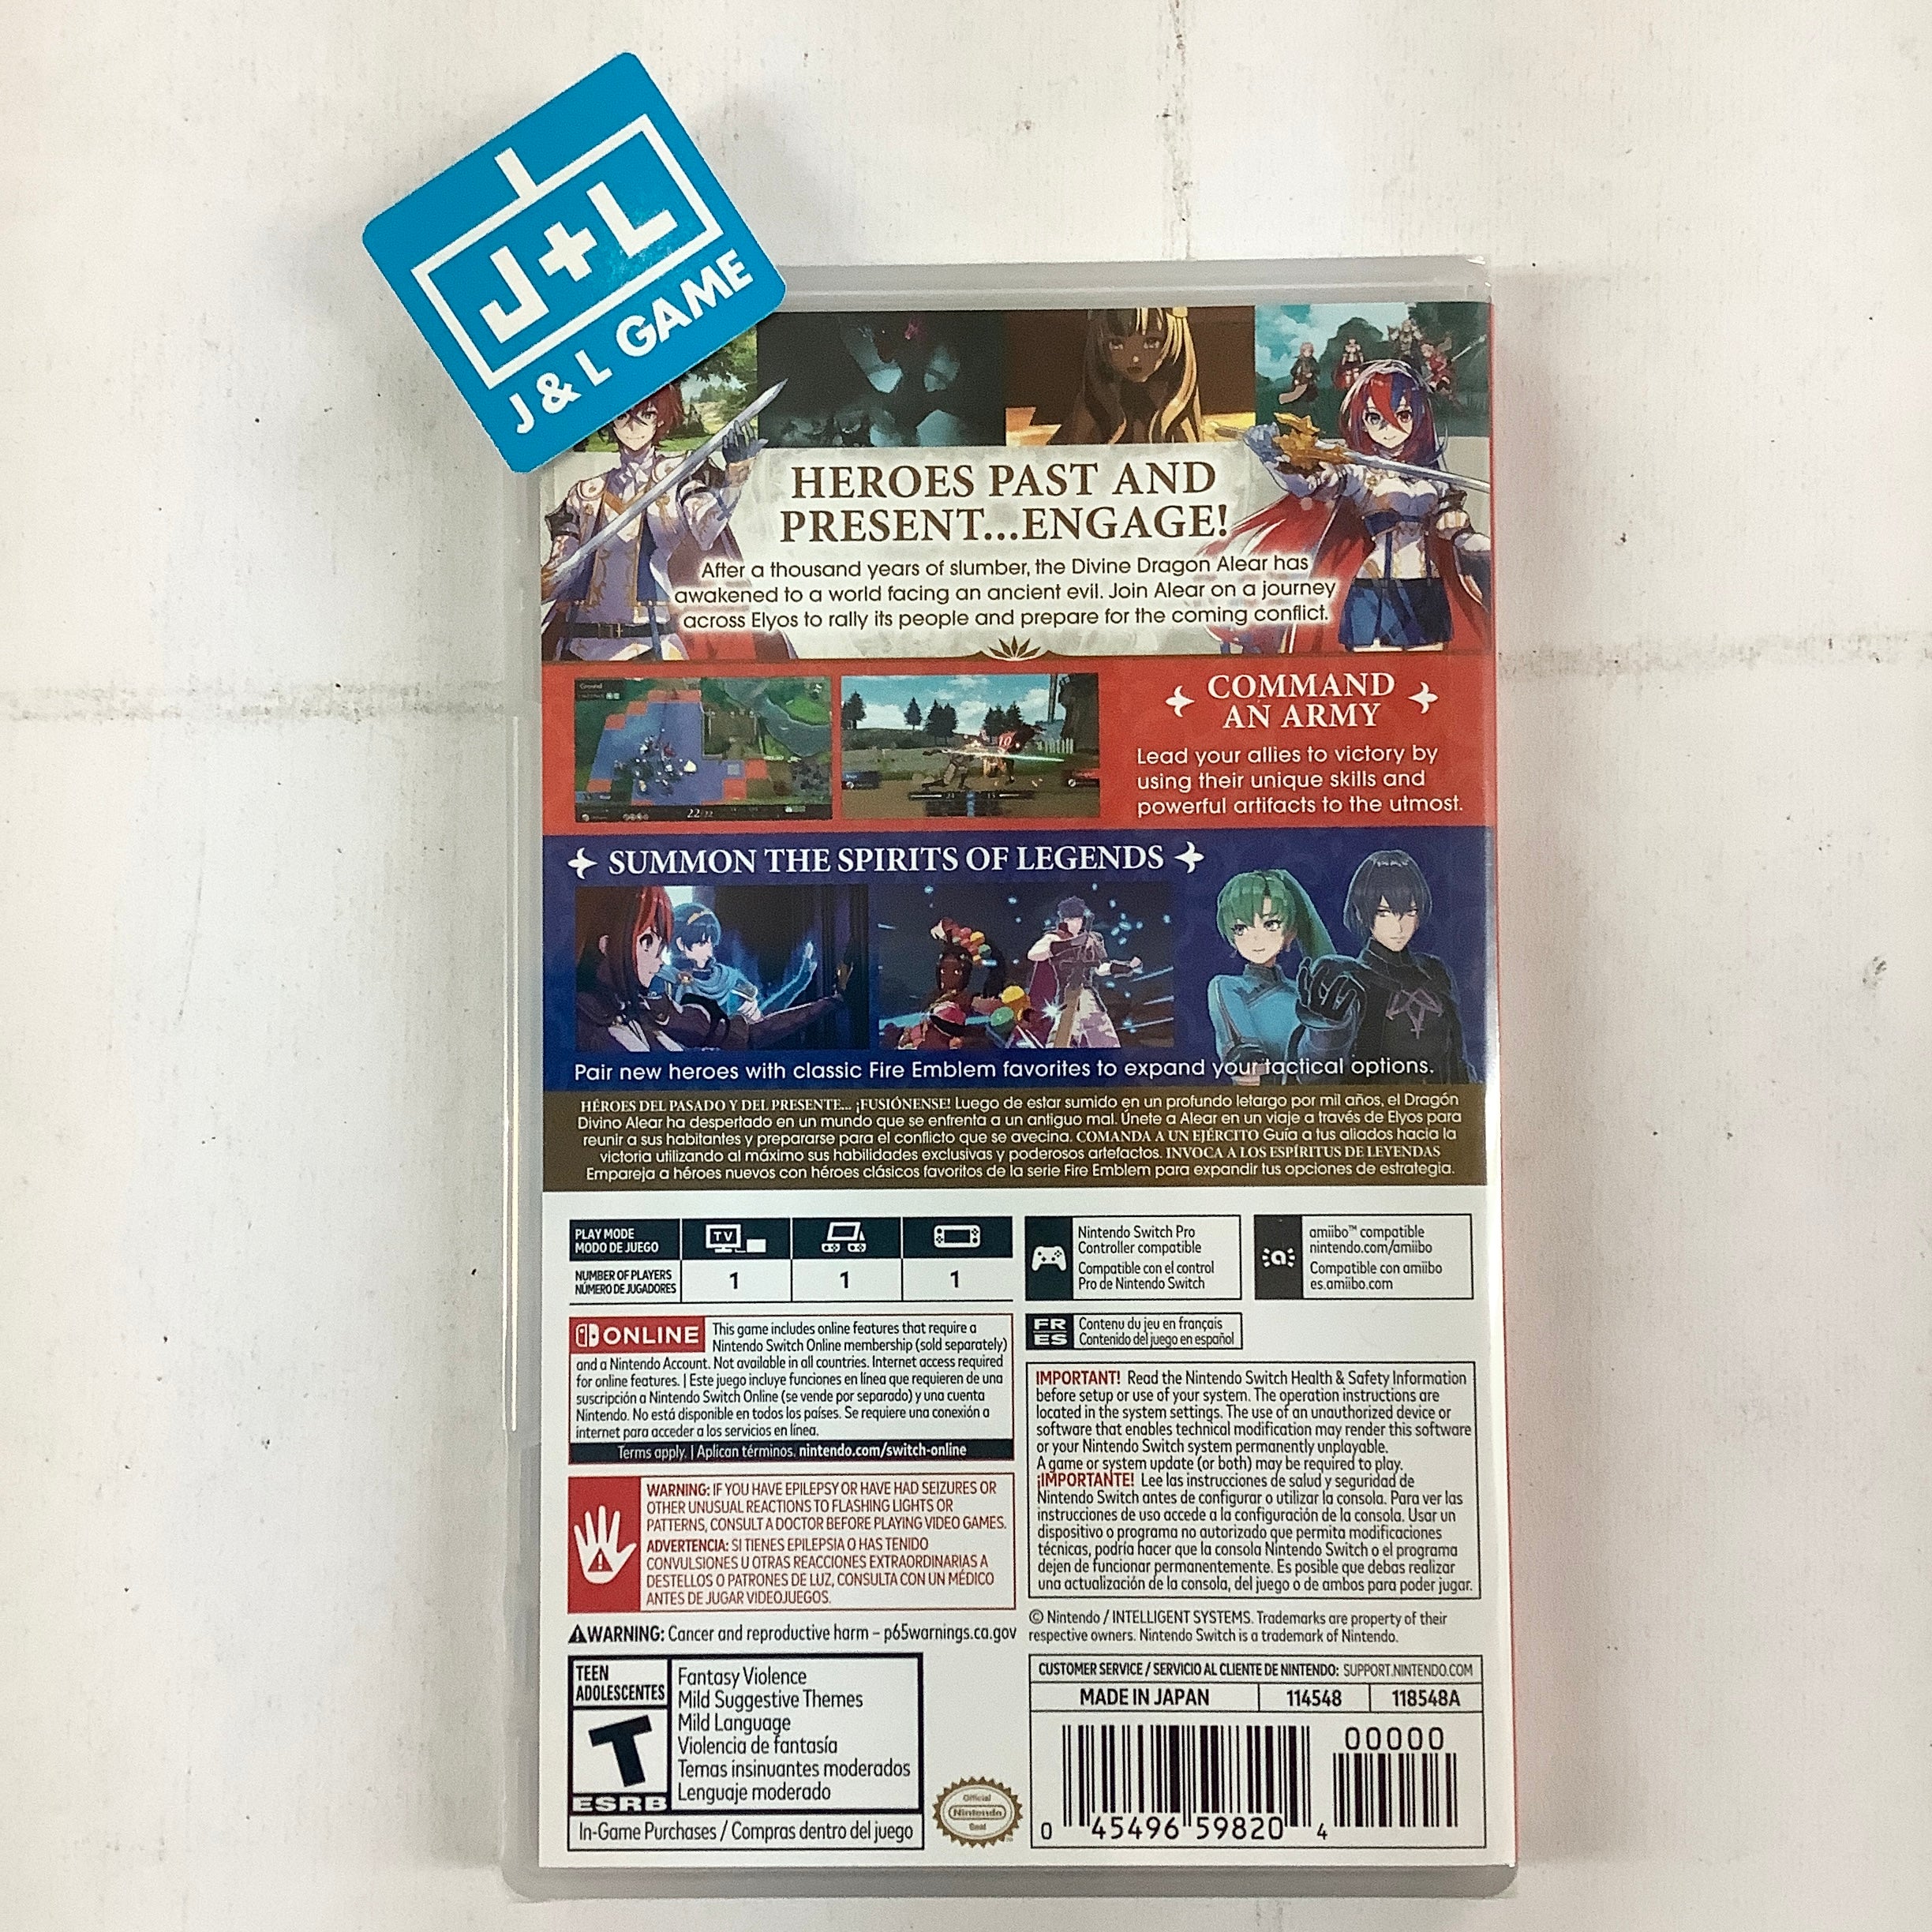 J+L
J & L GAME
HEROES PAST AND
PRESENT...ENGAGE!
After a thousand years of slumber, the Divine Dragon Alear has
awakened to a world facing an ancient evil. Join Alear on a journey
across Elyos to rally its people and prepare for the coming conflict.
COMMAND
AN ARMY
Lead your allies to victory by
using their unique skills and
powerful artifacts to the utmost.
Ground
10
22/22
SUMMON THE SPIRITS OF LEGENDS
Pair new heroes with classic Fire Emblem favorites to expand your tactical options.
HÉROES DEL PASADO Y DEL PRESENTE... ¡FUSIÓNENSE! Luego de estar sumido en un profundo letargo por mil años, el Dragón
Divino Alear ha despertado en un mundo que se enfrenta a un antiguo mal. Únete a Alear en un viaje a través de Elyos para
reunir a sus habitantes y prepararse para el conflicto que se avecina. COMANDA A UN EJÉRCITO Guía a tus aliados hacia la
victoria utilizando al máximo sus habilidades exclusivas y poderosos artefactos. INVOCA A LOS ESPÍRITUS DE LEYENDAS
Empareja a héroes nuevos con héroes clásicos favoritos de la serie Fire Emblem para expandir tus opciones de estrategia.
PLAY MODE
MODO DE JUEGO
TV
NUMBER OF PLAYERS
NÚMERO DE JUGADORES
1 1 1
Nintendo Switch Pro
Controller compatible
Compatible con el control
Pro de Nintendo Switch
amiibo™ compatible
nintendo.com/amiibo
Compatible con amiibo
es.amiibo.com
ONLINE This game includes online features that require a
Nintendo Switch Online membership (sold separately)
and a Nintendo Account. Not available in all countries. Internet access required
for online features. | Este juego incluye funciones en línea que requieren de una
suscripción a Nintendo Switch Online (se vende por separado) y una cuenta
Nintendo. No está disponible en todos los países. Se requiere una conexión a
internet para acceder a los servicios en línea.
Terms apply. | Aplican términos. nintendo.com/switch-online
FR Contenu du jeu en français
ES Contenido del juego en español
IMPORTANT! Read the Nintendo Switch Health & Safety Information
before setup or use of your system. The operation instructions are
located in the system settings. The use of an unauthorized device or
software that enables technical modification may render this software
or your Nintendo Switch system permanently unplayable.
A game or system update (or both) may be required to play.
¡IMPORTANTE! Lee las instrucciones de salud y seguridad de
Nintendo Switch antes de configurar o utilizar la consola. Para ver las
instrucciones de uso accede a la configuración de la consola. Usar un
dispositivo o programa no autorizado que permita modificaciones
técnicas, podría hacer que la consola Nintendo Switch o el programa
dejen de funcionar permanentemente. Es posible que debas realizar
una actualización de la consola, del juego o de ambos para poder jugar.
WARNING: IF YOU HAVE EPILEPSY OR HAVE HAD SEIZURES OR
OTHER UNUSUAL REACTIONS TO FLASHING LIGHTS OR
PATTERNS, CONSULT A DOCTOR BEFORE PLAYING VIDEO GAMES.
ADVERTENCIA: SI TIENES EPILEPSIA O HAS TENIDO
CONVULSIONES U OTRAS REACCIONES EXTRAORDINARIAS A
DESTELLOS O PATRONES DE LUZ, CONSULTA CON UN MÉDICO
ANTES DE JUGAR VIDEOJUEGOS.
WARNING: Cancer and reproductive harm – p65warnings.ca.gov
© Nintendo / INTELLIGENT SYSTEMS. Trademarks are property of their
respective owners. Nintendo Switch is a trademark of Nintendo.
TEEN
ADOLESCENTES
T
ESRB
Fantasy Violence
Mild Suggestive Themes
Mild Language
Violencia de fantasía
Temas insinuantes moderados
Lenguaje moderado
In-Game Purchases / Compras dentro del juego
Official
Nintendo
Seal
CUSTOMER SERVICE / SERVICIO AL CLIENTE DE NINTENDO: SUPPORT.NINTENDO.COM
MADE IN JAPAN 114548 118548A
00000
0 45496 59820 4